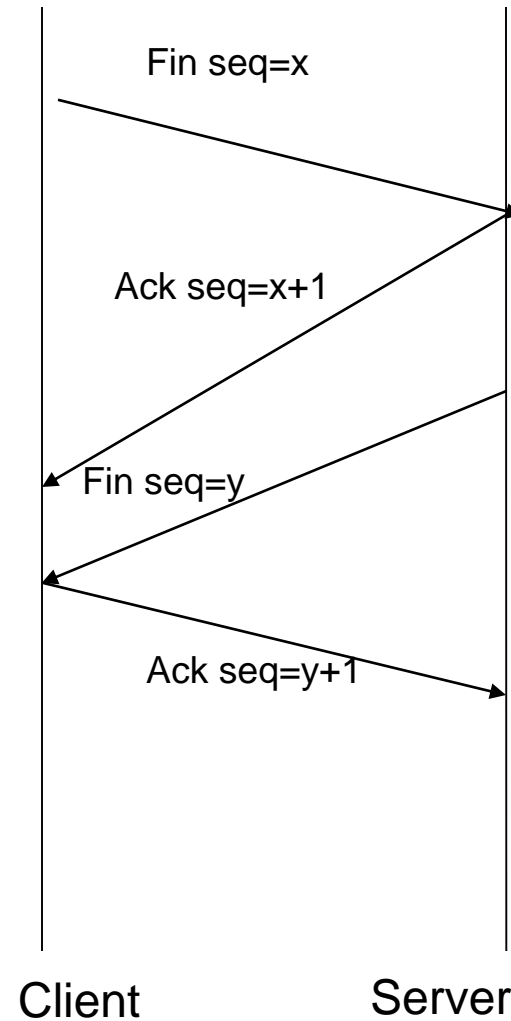 Fin seq=x
Ack seq=x+1
Fin seq=y
Ack seq=y+1
Client Server